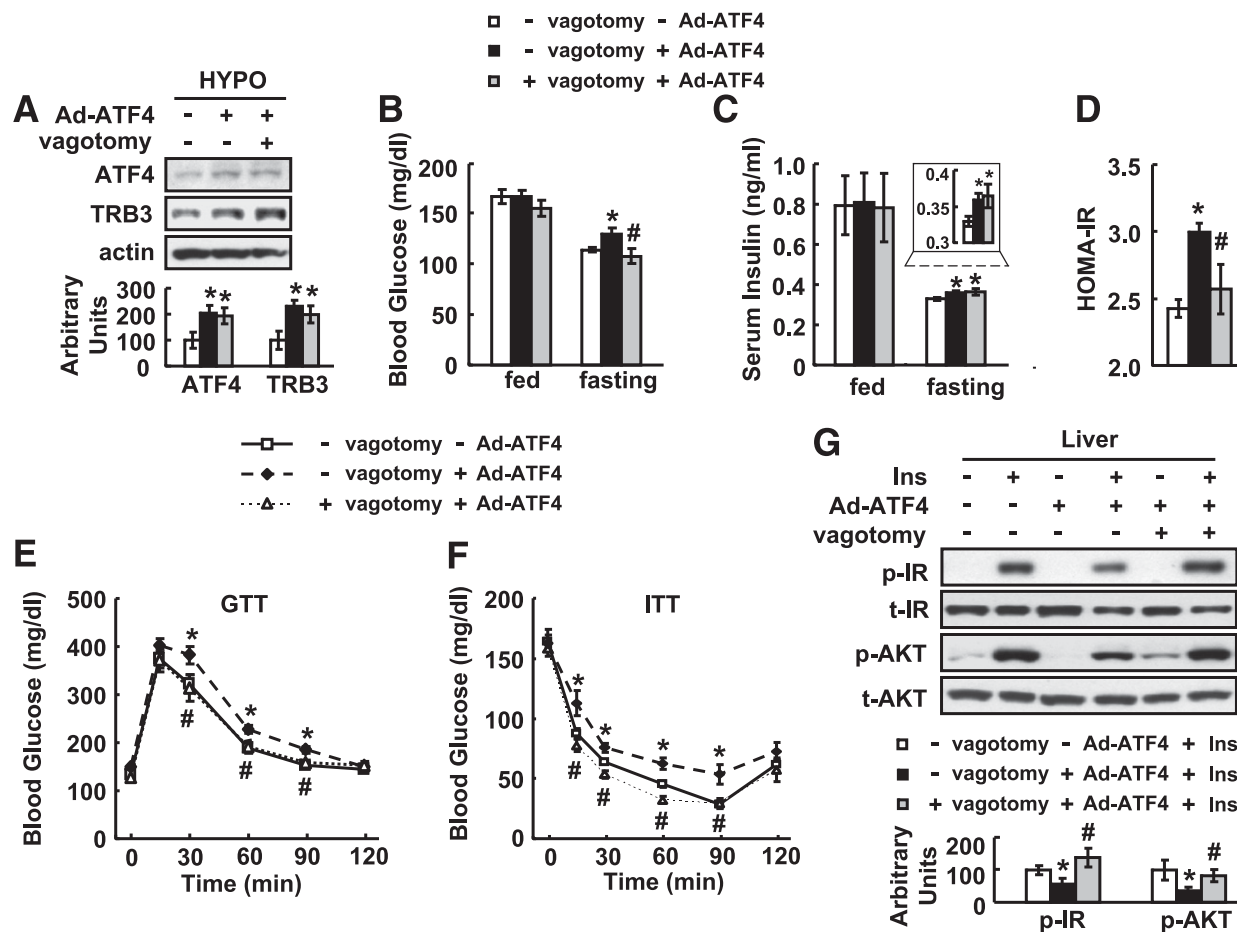 - vagotomy - Ad-ATF4
- vagotomy + Ad-ATF4
+ vagotomy + Ad-ATF4
A
HYPO
Ad-ATF4 - + +
vagotomy - - +
ATF4
TRB3
actin
Arbitrary Units
300
200
100
0
* * * *
ATF4 TRB3
B
Blood Glucose (mg/dl)
200
150
100
50
0
* #
fed fasting
C
Serum Insulin (ng/ml)
1.0
0.8
0.6
0.4
0.2
0.0
0.4
0.35
0.3
* *
* *
fed fasting
D
HOMA-IR
3.5
3.0
2.5
2.0
* #
- vagotomy - Ad-ATF4
- vagotomy + Ad-ATF4
+ vagotomy + Ad-ATF4
E
GTT
Blood Glucose (mg/dl)
500
400
300
200
100
0
* * *
# # #
0 30 60 90 120
Time (min)
F
ITT
Blood Glucose (mg/dl)
200
150
100
50
0
* * * *
# # # #
0 30 60 90 120
Time (min)
G
Liver
Ins - + - + - +
Ad-ATF4 - - + + + +
vagotomy - - - - + +
p-IR
t-IR
p-AKT
t-AKT
- vagotomy - Ad-ATF4 + Ins
- vagotomy + Ad-ATF4 + Ins
+ vagotomy + Ad-ATF4 + Ins
Arbitrary Units
200
100
0
* # * #
p-IR p-AKT